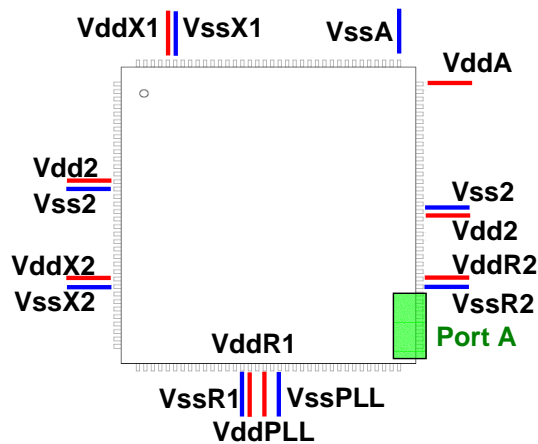 VddX1 VssX1 VssA
VddA
Vdd2
Vss2
Vss2
Vdd2
VddX2
VssX2
VddR2
VssR2
Port A
VddR1
VssR1 VssPLL
VddPLL